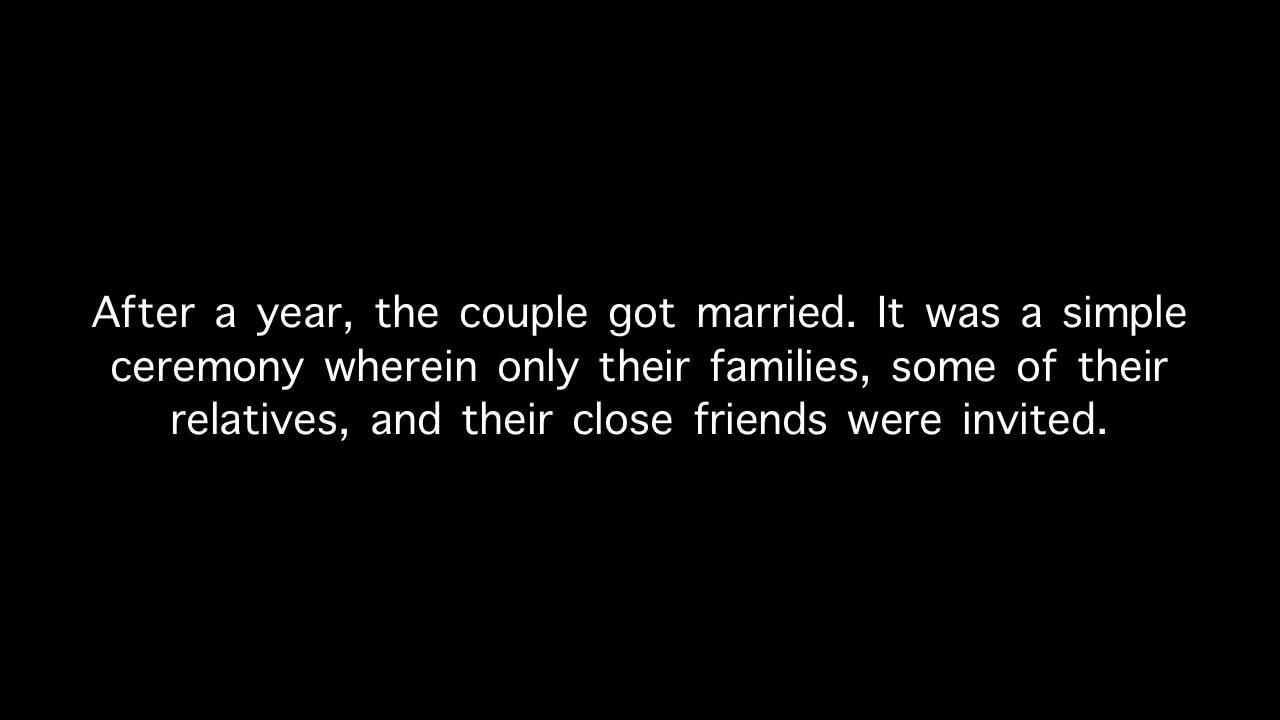 After a year, the couple got married. It was a simple
ceremony wherein only their families, some of their
relatives, and their close friends were invited.